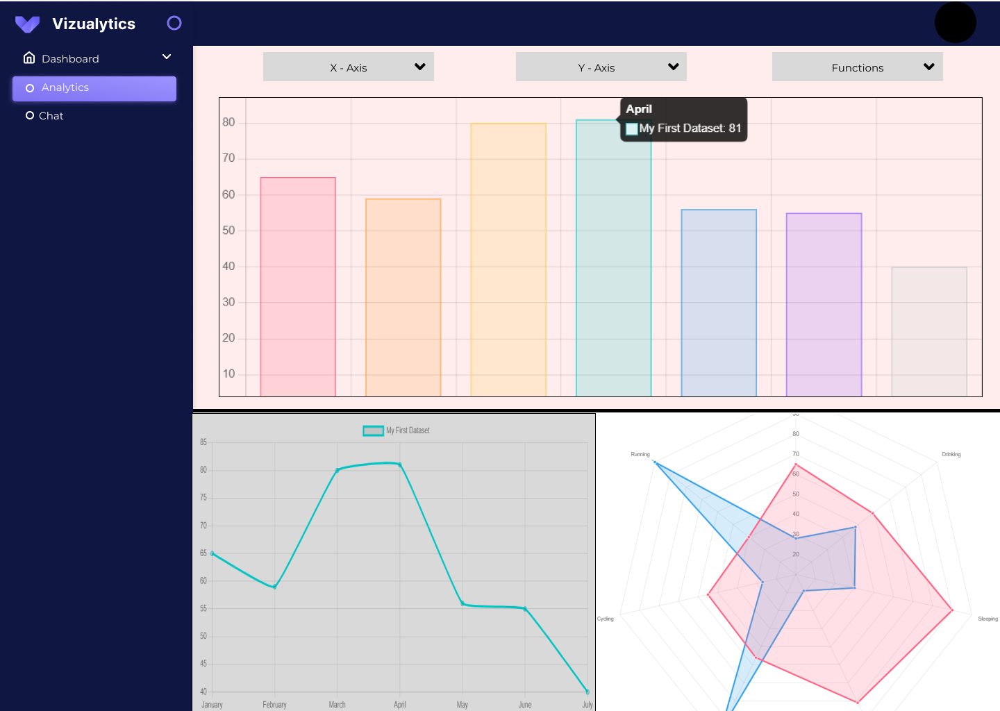 Vizualytics
Dashboard
Analytics
Chat
X - Axis
Y - Axis
Functions
April
My First Dataset: 81
80
70
60
50
40
30
20
10
My First Dataset
85
80
75
70
65
60
55
50
45
40
January February March April May June July
80
70
60
50
40
30
20
Running
Drinking
Cycling
Sleeping